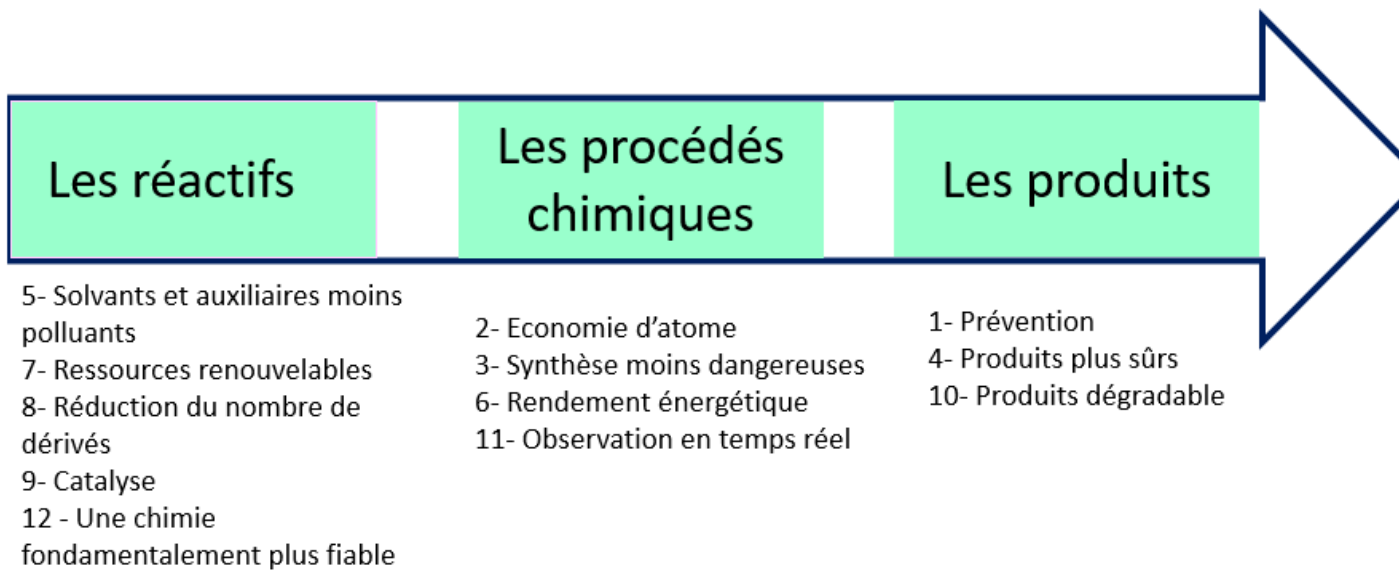 Les réactifs
Les procédés
chimiques
Les produits
5- Solvants et auxiliaires moins
polluants
7- Ressources renouvelables
8- Réduction du nombre de
dérivés
9- Catalyse
12 - Une chimie
fondamentalement plus fiable
2- Economie d’atome
3- Synthèse moins dangereuses
6- Rendement énergétique
11- Observation en temps réel
1- Prévention
4- Produits plus sûrs
10- Produits dégradable